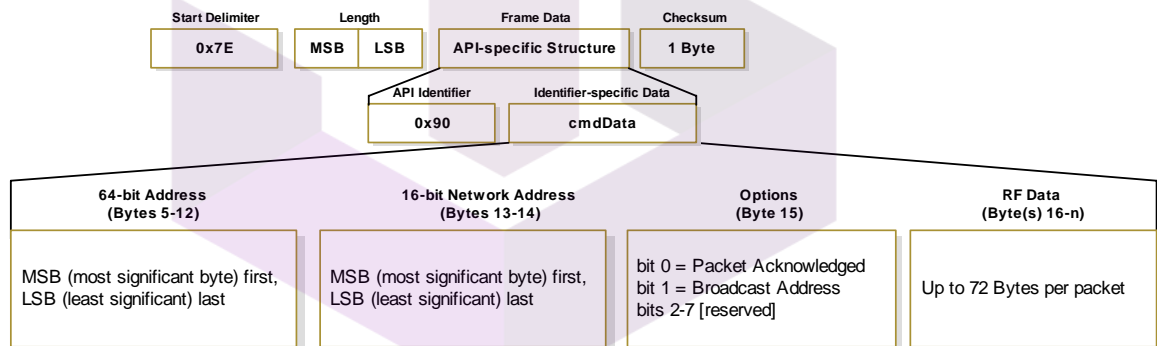 Start Delimiter Length Frame Data Checksum
0x7E MSB LSB API-specific Structure 1 Byte
API Identifier Identifier-specific Data
0x90 cmdData
64-bit Address 16-bit Network Address Options RF Data
(Bytes 5-12) (Bytes 13-14) (Byte 15) (Byte(s) 16-n)
MSB (most significant byte) first,
LSB (least significant) last
MSB (most significant byte) first,
LSB (least significant) last
bit 0 = Packet Acknowledged
bit 1 = Broadcast Address
bits 2-7 [reserved]
Up to 72 Bytes per packet